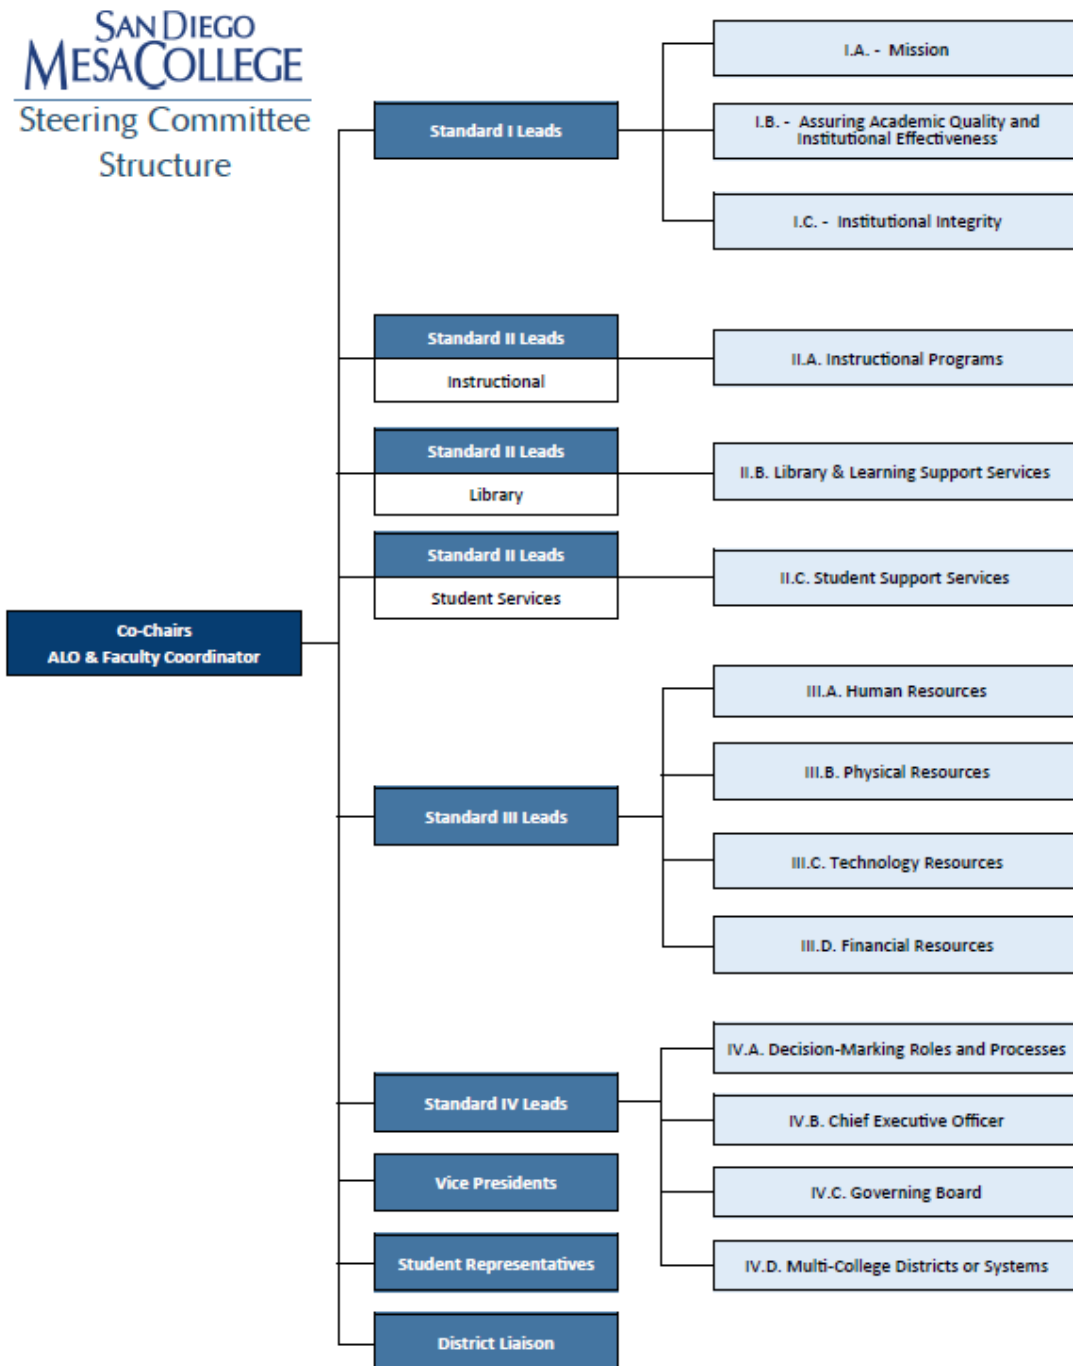 SAN DIEGO
MESA COLLEGE
Steering Committee
Structure
Co-Chairs
ALO & Faculty Coordinator
Standard I Leads
I.A. - Mission
I.B. - Assuring Academic Quality and
Institutional Effectiveness
I.C. - Institutional Integrity
Standard II Leads
Instructional
II.A. Instructional Programs
Standard II Leads
Library
II.B. Library & Learning Support Services
Standard II Leads
Student Services
II.C. Student Support Services
Standard III Leads
III.A. Human Resources
III.B. Physical Resources
III.C. Technology Resources
III.D. Financial Resources
Standard IV Leads
IV.A. Decision-Marking Roles and Processes
IV.B. Chief Executive Officer
IV.C. Governing Board
IV.D. Multi-College Districts or Systems
Vice Presidents
Student Representatives
District Liaison